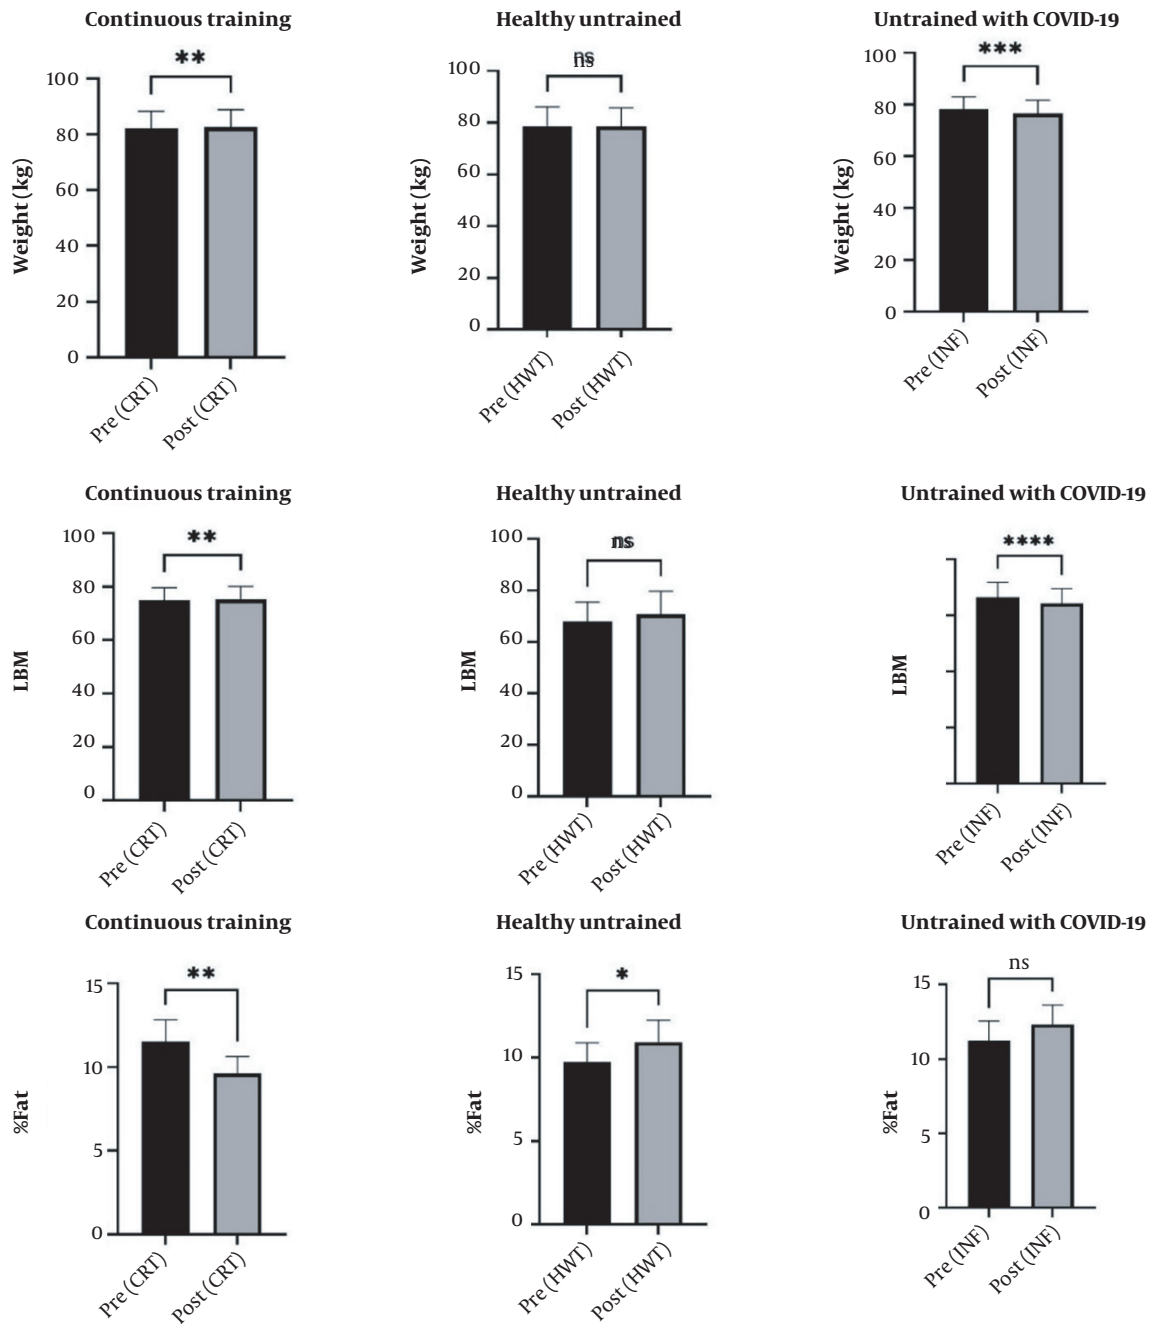 Continuous training
Healthy untrained
Untrained with COVID-19
**
ns
ns
***
Weight (kg)
100
80
60
40
20
0
Pre (CRT)
Post (CRT)
Weight (kg)
100
80
60
40
20
0
Pre (HWT)
Post (HWT)
Weight (kg)
100
80
60
40
20
0
Pre (INF)
Post (INF)
Continuous training
Healthy untrained
Untrained with COVID-19
**
ns
****
LBM
100
80
60
40
20
0
Pre (CRT)
Post (CRT)
LBM
100
80
60
40
20
0
Pre (HWT)
Post (HWT)
LBM
Pre (INF)
Post (INF)
Continuous training
Healthy untrained
Untrained with COVID-19
**
*
ns
%Fat
15
10
5
0
Pre (CRT)
Post (CRT)
%Fat
15
10
5
0
Pre (HWT)
Post (HWT)
%Fat
15
10
5
0
Pre (INF)
Post (INF)